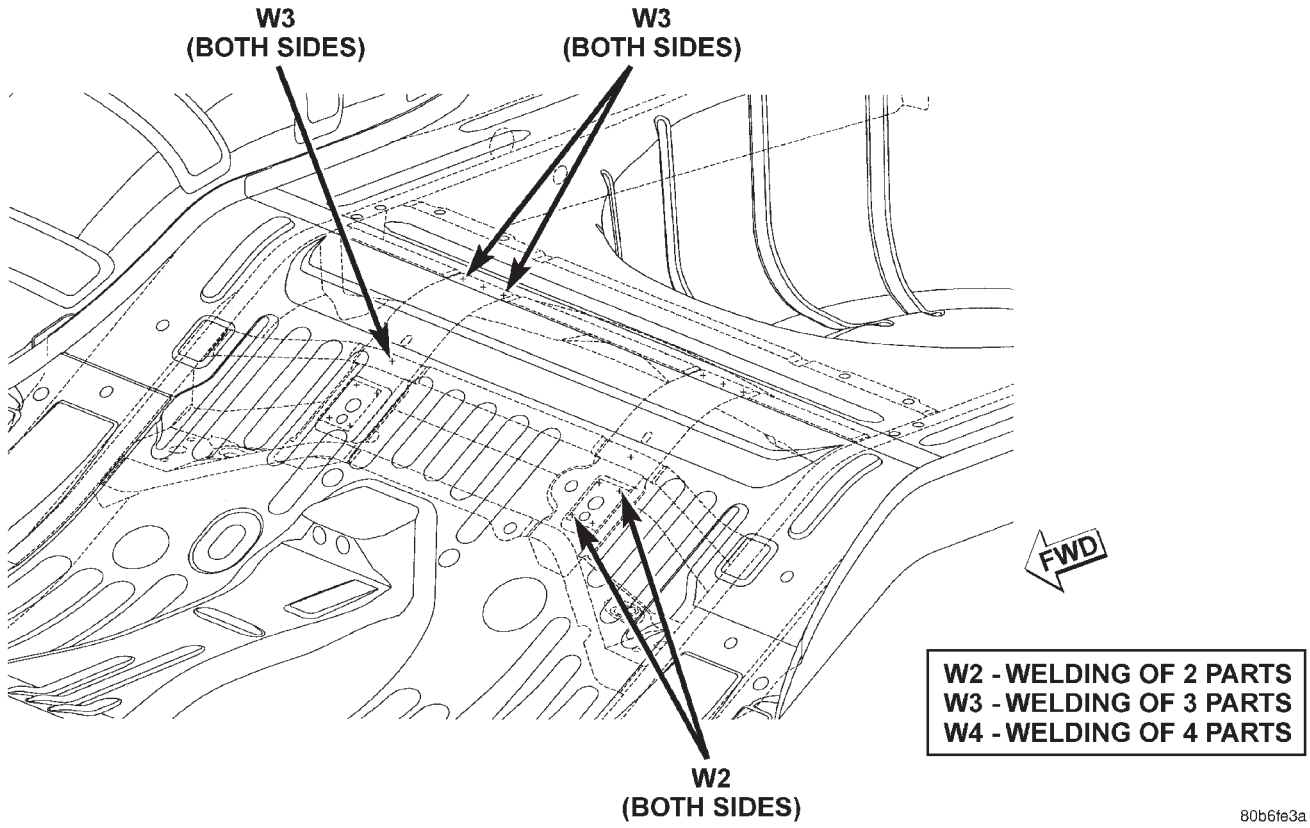 W3
(BOTH SIDES)
W3
(BOTH SIDES)
FWD
W2 - WELDING OF 2 PARTS
W3 - WELDING OF 3 PARTS
W4 - WELDING OF 4 PARTS
W2
(BOTH SIDES)
80b6fe3a